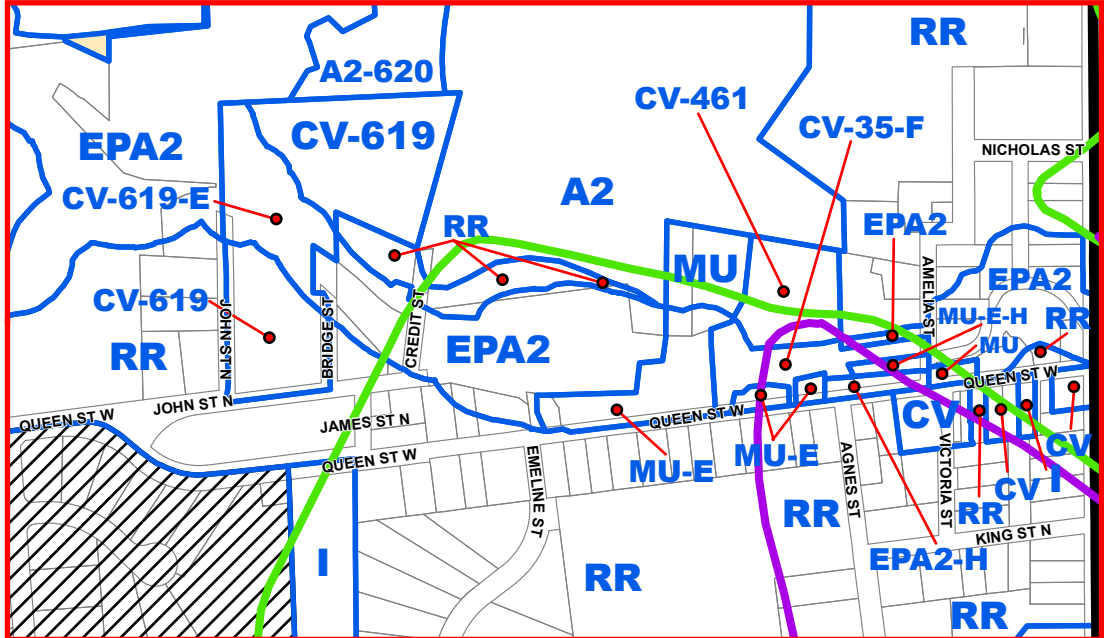 RR
A2-620
CV-461
CV-619
CV-35-F
EPA2
NICHOLAS ST
CV-619-E
A2
RR
EPA2
MU
AMELIA ST
EPA2
CV-619
JOHN ST N
BRIDGE ST
CREDIT ST
MU-E-H
RR
RR
EPA2
MU
QUEEN ST W
JOHN ST N
QUEEN ST W
JAMES ST N
QUEEN ST W
CV
CV
QUEEN ST W
MU-E
MU-E
EMELINE ST
AGNES ST
VICTORIA ST
CV
I
RR
RR
KING ST N
I
EPA2-H
RR
RR